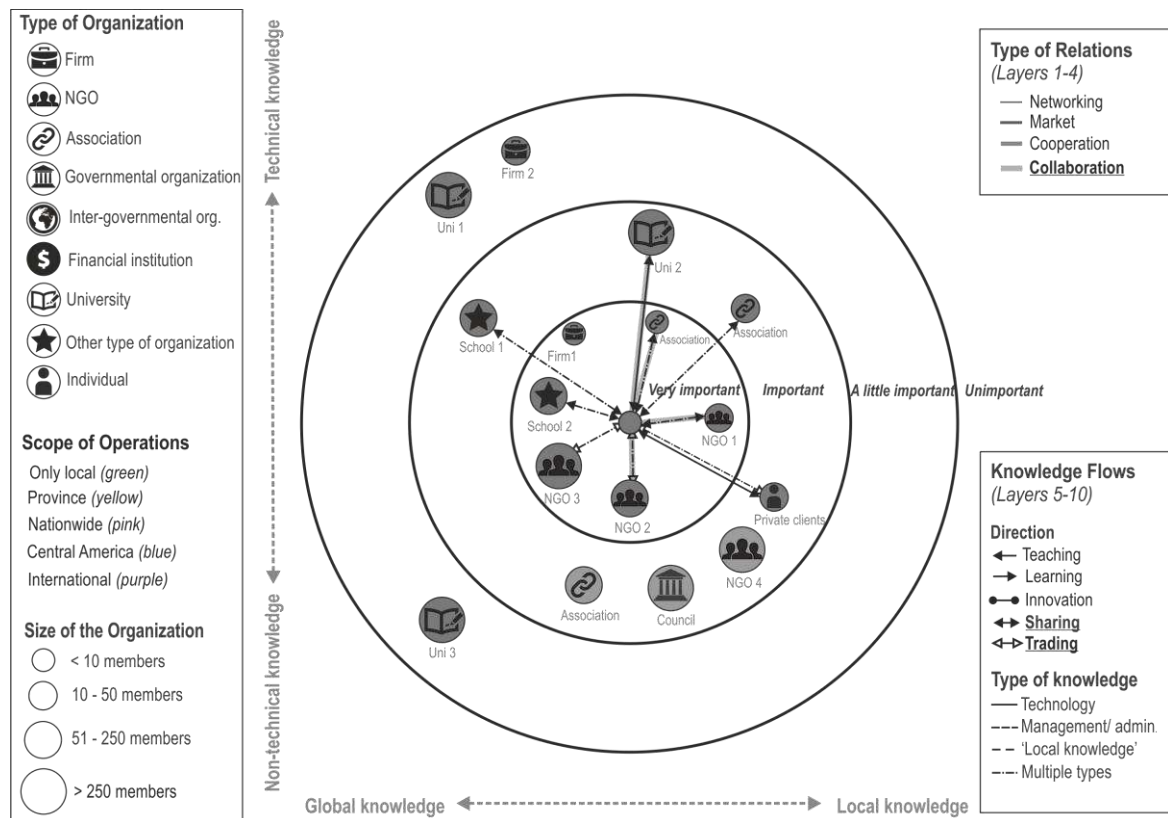 Type of Organization
Firm
NGO
Association
Governmental organization
Inter-governmental org.
$
Financial institution
University
Other type of organization
Individual
Scope of Operations
Only local (green)
Province (yellow)
Nationwide (pink)
Central America (blue)
International (purple)
Size of the Organization
< 10 members
10 - 50 members
51 - 250 members
> 250 members
Technical knowledge
Non-technical knowledge
Global knowledge
Local knowledge
Firm 2
Uni 1
Uni 2
School 1
Firm1
Association
Association
Very important
Important
A little important
Unimportant
School 2
NGO 1
NGO 3
NGO 2
Private clients
NGO 4
Association
Council
Uni 3
Type of Relations
(Layers 1-4)
Networking
Market
Cooperation
Collaboration
Knowledge Flows
(Layers 5-10)
Direction
Teaching
Learning
Innovation
Sharing
Trading
Type of knowledge
Technology
Management/ admin.
‘Local knowledge’
Multiple types